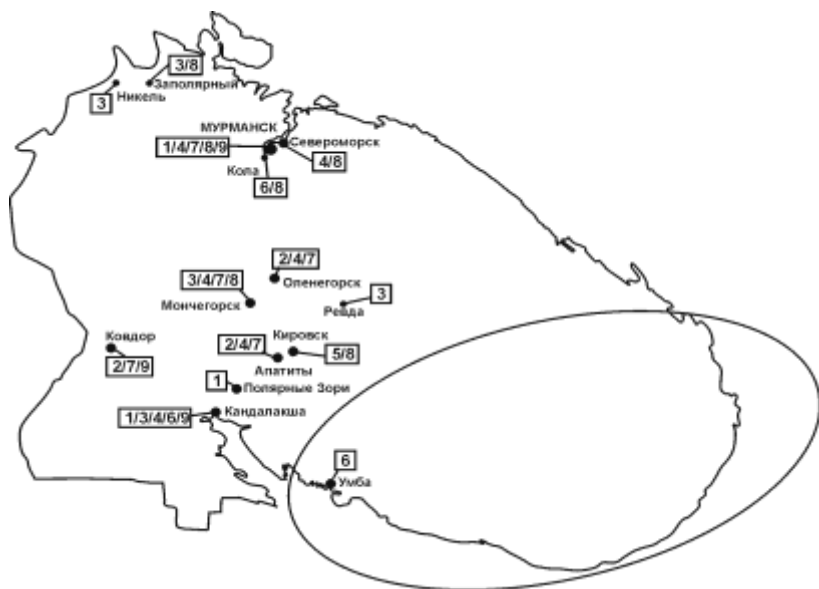 3/8
Заполярный
3
Никель
МУРМАНСК
1/4/7/8/9
Североморск
4/8
Кола
6/8
2/4/7
Оленегорск
3/4/7/8
Мончегорск
3
Ревда
Ковдор
2/7/9
Кировск
2/4/7
5/8
Апатиты
1
Полярные Зори
1/3/4/6/9
Кандалакша
6
Умба